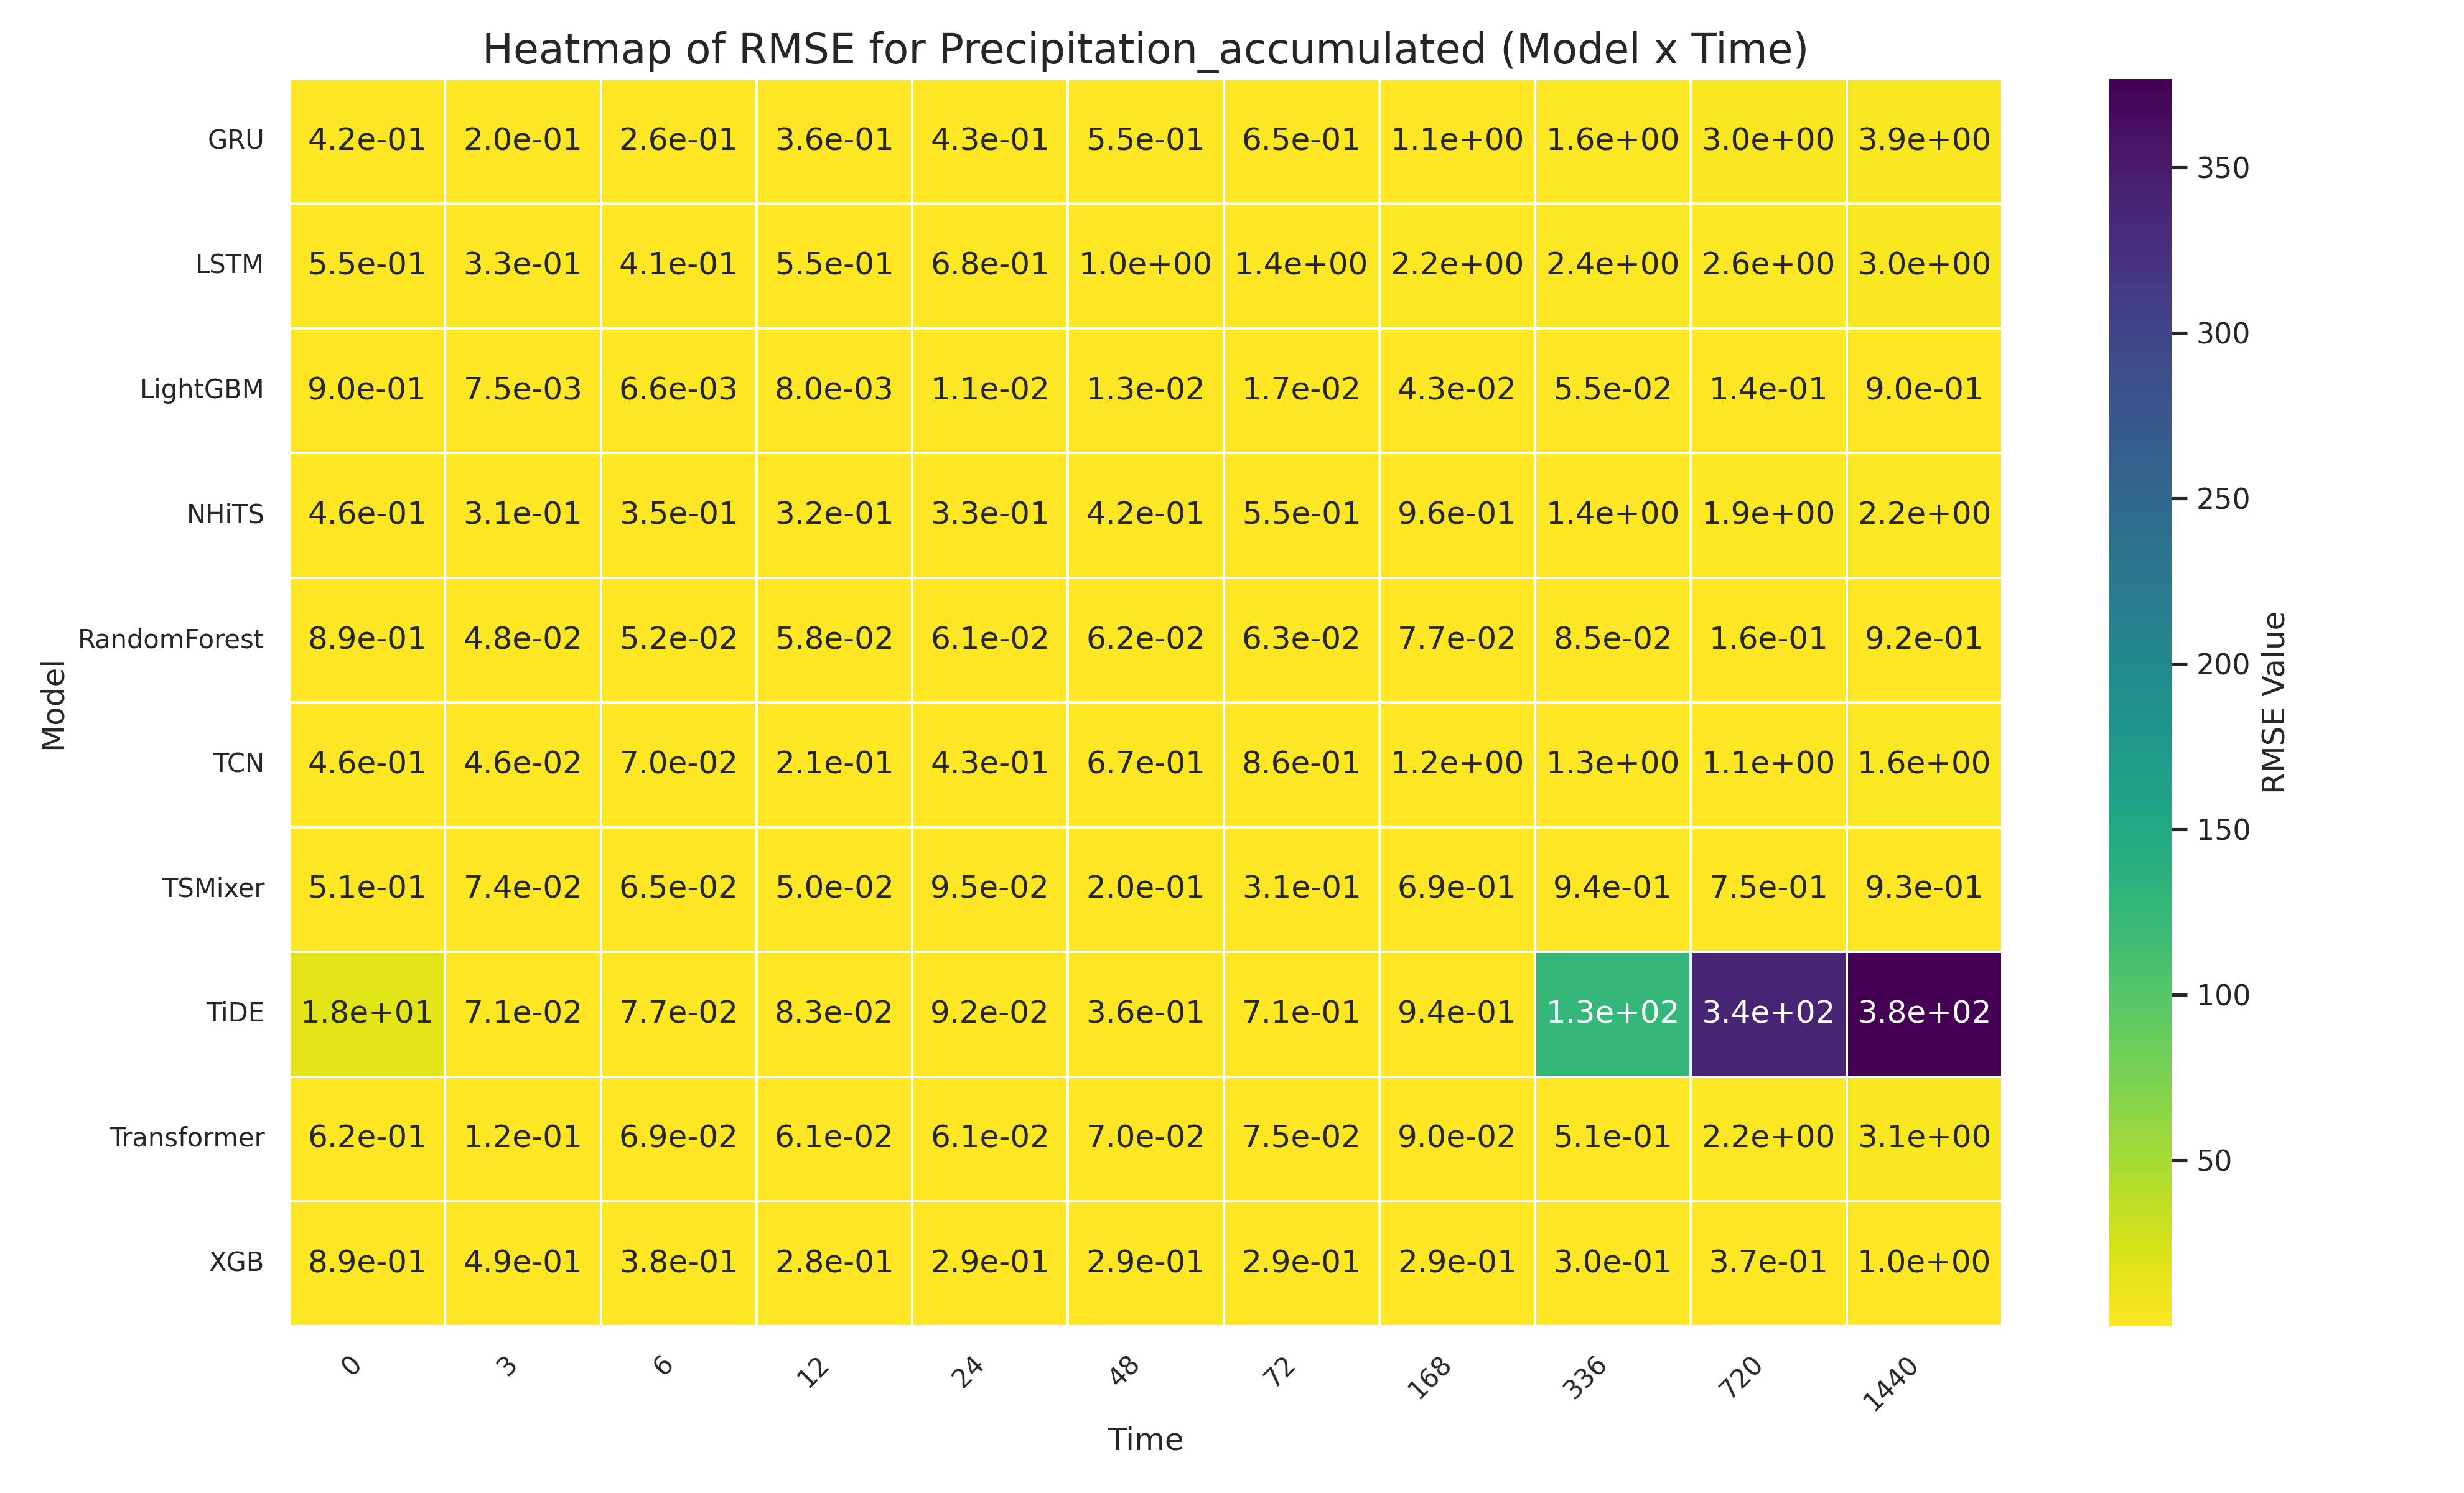 Heatmap of RMSE for Precipitation_accumulated (Model x Time)
GRU 4.2e-01 2.0e-01 2.6e-01 3.6e-01 4.3e-01 5.5e-01 6.5e-01 1.1e+00 1.6e+00 3.0e+00 3.9e+00
LSTM 5.5e-01 3.3e-01 4.1e-01 5.5e-01 6.8e-01 1.0e+00 1.4e+00 2.2e+00 2.4e+00 2.6e+00 3.0e+00
LightGBM 9.0e-01 7.5e-03 6.6e-03 8.0e-03 1.1e-02 1.3e-02 1.7e-02 4.3e-02 5.5e-02 1.4e-01 9.0e-01
NHiTS 4.6e-01 3.1e-01 3.5e-01 3.2e-01 3.3e-01 4.2e-01 5.5e-01 9.6e-01 1.4e+00 1.9e+00 2.2e+00
RandomForest 8.9e-01 4.8e-02 5.2e-02 5.8e-02 6.1e-02 6.2e-02 6.3e-02 7.7e-02 8.5e-02 1.6e-01 9.2e-01
TCN 4.6e-01 4.6e-02 7.0e-02 2.1e-01 4.3e-01 6.7e-01 8.6e-01 1.2e+00 1.3e+00 1.1e+00 1.6e+00
TSMixer 5.1e-01 7.4e-02 6.5e-02 5.0e-02 9.5e-02 2.0e-01 3.1e-01 6.9e-01 9.4e-01 7.5e-01 9.3e-01
TiDE 1.8e+01 7.1e-02 7.7e-02 8.3e-02 9.2e-02 3.6e-01 7.1e-01 9.4e-01 1.3e+02 3.4e+02 3.8e+02
Transformer 6.2e-01 1.2e-01 6.9e-02 6.1e-02 6.1e-02 7.0e-02 7.5e-02 9.0e-02 5.1e-01 2.2e+00 3.1e+00
XGB 8.9e-01 4.9e-01 3.8e-01 2.8e-01 2.9e-01 2.9e-01 2.9e-01 2.9e-01 3.0e-01 3.7e-01 1.0e+00
0 3 6 12 24 48 72 168 336 720 1440
Time
Model
350
300
250
200
150
100
50
RMSE Value